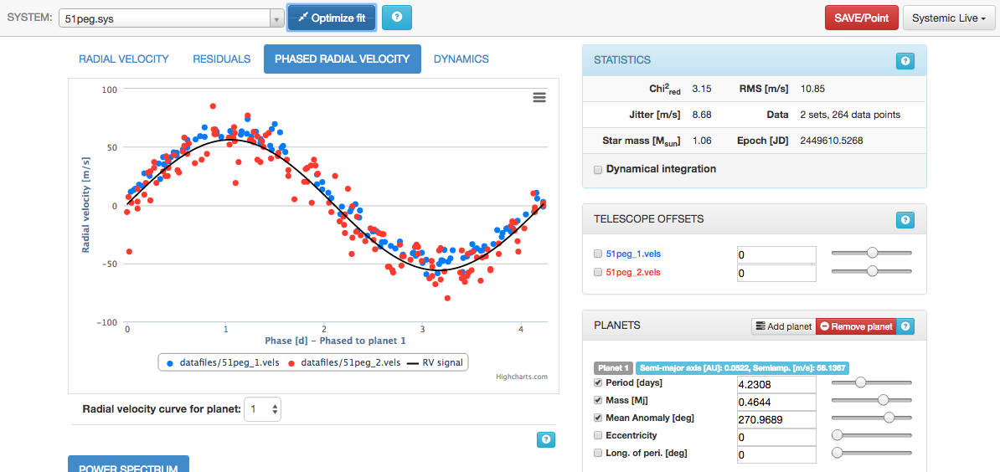 SYSTEM: 51peg.sys Optimize fit ? SAVE/Point Systemic Live
RADIAL VELOCITY RESIDUALS PHASED RADIAL VELOCITY DYNAMICS
100
50
0
−50
−100
Radial velocity [m/s]
0 1 2 3 4
Phase [d] – Phased to planet 1
datafiles/51peg_1.vels datafiles/51peg_2.vels RV signal
Highcharts.com
Radial velocity curve for planet: 1
?
POWER SPECTRUM
STATISTICS ?
Chi²red 3.15 RMS [m/s] 10.85
Jitter [m/s] 8.68 Data 2 sets, 264 data points
Star mass [Msun] 1.06 Epoch [JD] 2449610.5268
Dynamical integration
TELESCOPE OFFSETS ?
51peg_1.vels 0
51peg_2.vels 0
PLANETS Add planet Remove planet ?
Planet 1 Semi-major axis [AU]: 0.0522, Semiamp. [m/s]: 56.1367
Period [days] 4.2308
Mass [Mj] 0.4644
Mean Anomaly [deg] 270.9689
Eccentricity 0
Long. of peri. [deg] 0